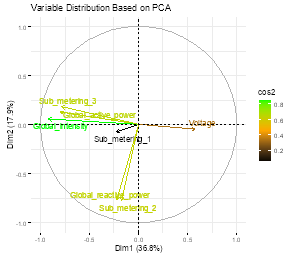 Variable Distribution Based on PCA
1.0
0.5
0.0
-0.5
-1.0
Dim2 (17.9%)
Sub_metering_3
Global_active_power
Global_intensity
Sub_metering_1
Voltage
Global_reactive_power
Sub_metering_2
-1.0 -0.5 0.0 0.5 1.0
Dim1 (36.8%)
cos2
0.8
0.6
0.4
0.2